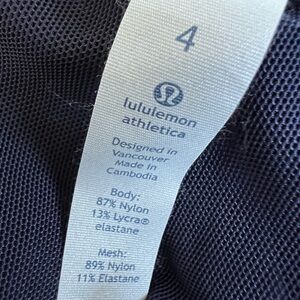 4
lululemon
athletica
Designed in
Vancouver
Made in
Cambodia
Body:
87% Nylon
13% Lycra®
elastane
Mesh:
89% Nylon
11% Elastane